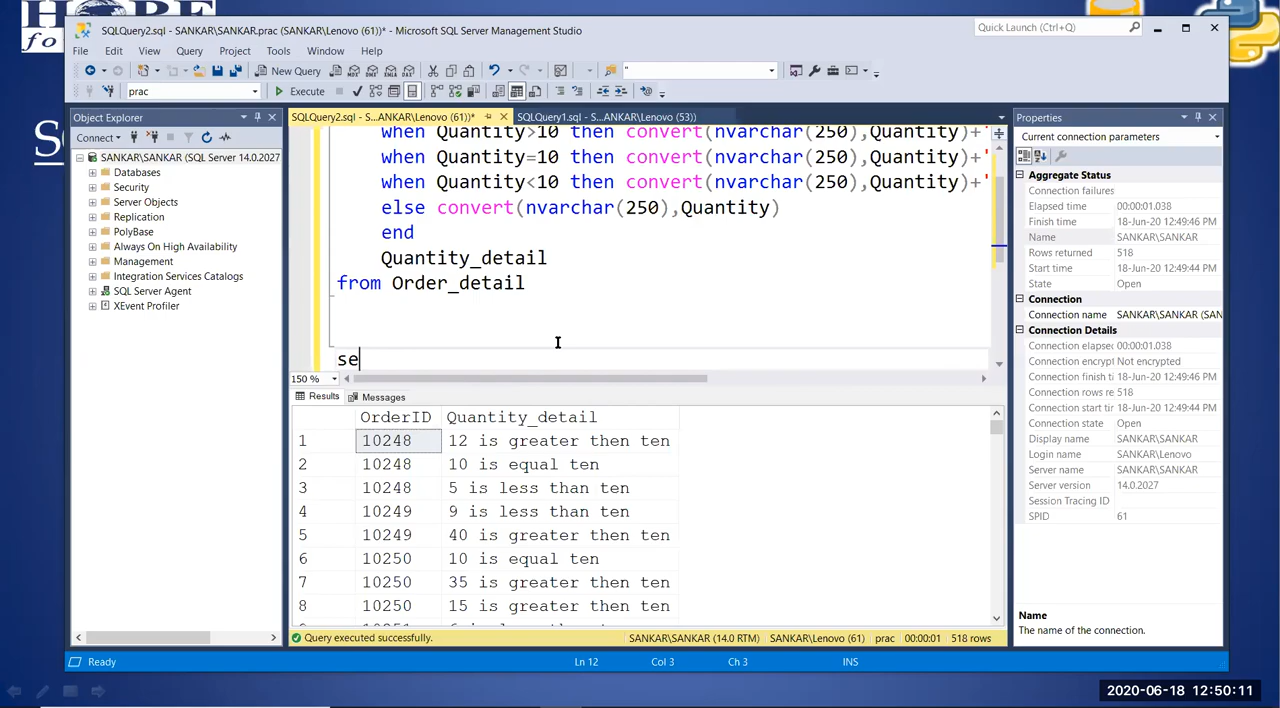 HOPE
SQLQuery2.sql - SANKAR\SANKAR.prac (SANKAR\Lenovo (61))* - Microsoft SQL Server Management Studio
Quick Launch (Ctrl+Q)
File Edit View Query Project Tools Window Help
New Query
prac Execute
Object Explorer
SQLQuery2.sql - S...ANKAR\Lenovo (61))* SQLQuery1.sql - S...ANKAR\Lenovo (53))
Properties
Connect
Current connection parameters
SANKAR\SANKAR (SQL Server 14.0.2027
Databases
Security
Server Objects
Replication
PolyBase
Always On High Availability
Management
Integration Services Catalogs
SQL Server Agent
XEvent Profiler
when Quantity>10 then convert(nvarchar(250),Quantity)+'
when Quantity=10 then convert(nvarchar(250),Quantity)+'
when Quantity<10 then convert(nvarchar(250),Quantity)+'
else convert(nvarchar(250),Quantity)
end
Quantity_detail
from Order_detail
se
150 %
Results Messages
OrderID Quantity_detail
1 10248 12 is greater then ten
2 10248 10 is equal ten
3 10248 5 is less than ten
4 10249 9 is less than ten
5 10249 40 is greater then ten
6 10250 10 is equal ten
7 10250 35 is greater then ten
8 10250 15 is greater then ten
Query executed successfully. SANKAR\SANKAR (14.0 RTM) SANKAR\Lenovo (61) prac 00:00:01 518 rows
Aggregate Status
Connection failures
Elapsed time 00:00:01.038
Finish time 18-Jun-20 12:49:46 PM
Name SANKAR\SANKAR
Rows returned 518
Start time 18-Jun-20 12:49:44 PM
State Open
Connection
Connection name SANKAR\SANKAR (SAN
Connection Details
Connection elapsed 00:00:01.038
Connection encrypt Not encrypted
Connection finish ti 18-Jun-20 12:49:46 PM
Connection rows re 518
Connection start tir 18-Jun-20 12:49:44 PM
Connection state Open
Display name SANKAR\SANKAR
Login name SANKAR\Lenovo
Server name SANKAR\SANKAR
Server version 14.0.2027
Session Tracing ID
SPID 61
Name
The name of the connection.
Ready Ln 12 Col 3 Ch 3 INS
2020-06-18 12:50:11